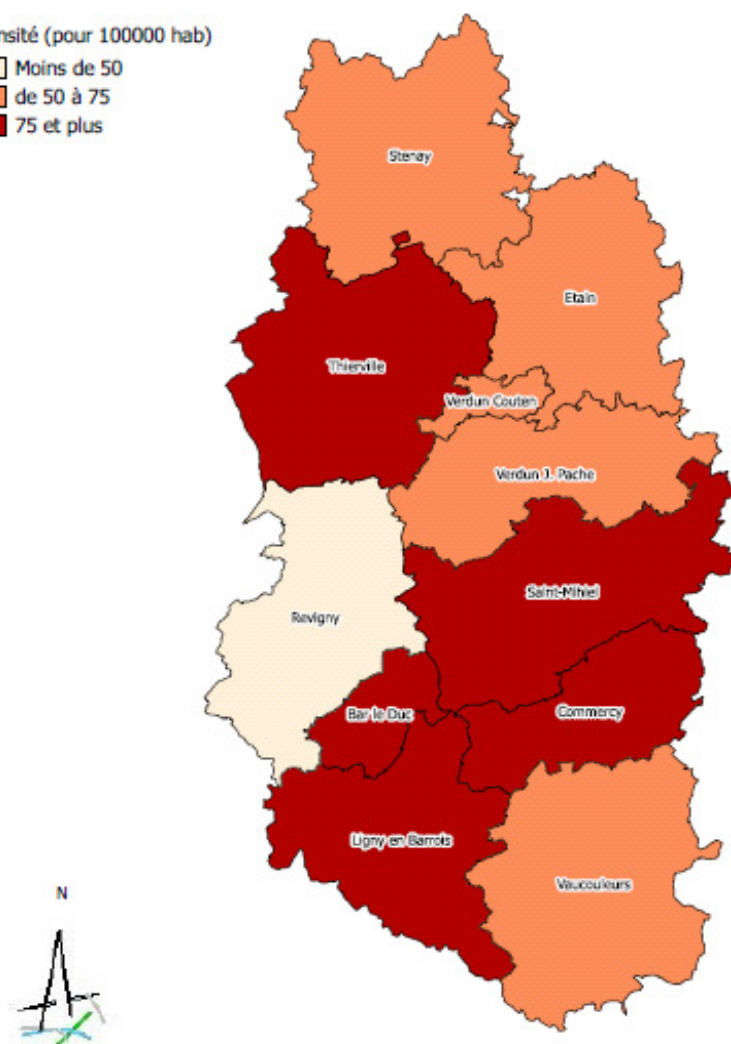 nsité (pour 100000 hab)
Moins de 50
de 50 à 75
75 et plus
Stenay
Etain
Thierville
Verdun Couten
Verdun J. Pache
Saint-Mihiel
Revigny
Bar le Duc
Commercy
Ligny en Barrois
Vaucouleurs
N